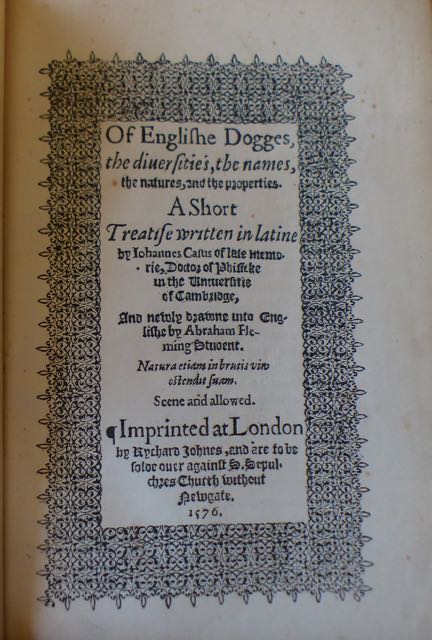 Of Engliſhe Dogges,
the diuerſities, the names,
the natures, and the properties.
A Short
Treatiſe written in latine
by Iohannes Caius of late memo-
rie, Doctor of Phiſicke
in the Uniuerſitie
of Cambridge,
And newly drawne into Eng-
liſhe by Abraham Fle-
ming Student.
Natura etiam in brutis vim
oſtendit ſuam.
Seene and allowed.
¶Imprinted at London
by Rychard Johnes, and are to be
ſolde ouer againſt S. Sepul-
chres Church without
Newgate.
1576.